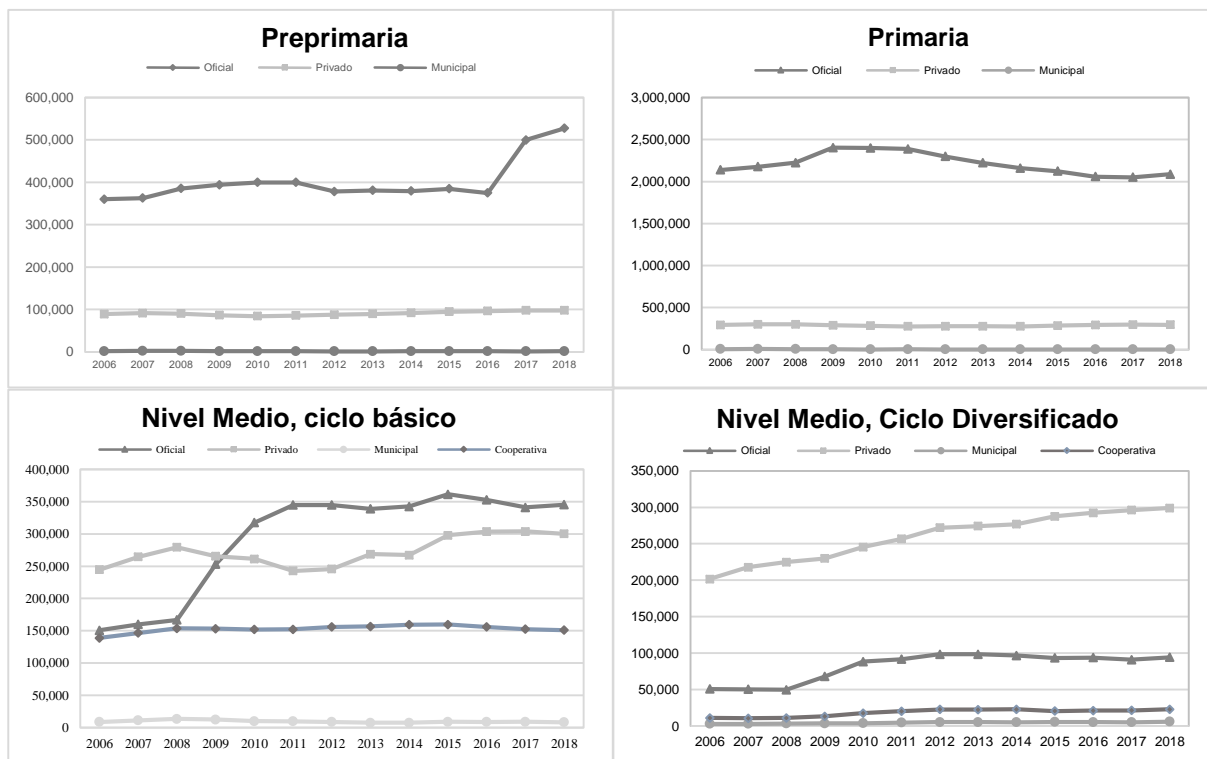 Preprimaria
Oficial Privado Municipal
600,000
500,000
400,000
300,000
200,000
100,000
0
2006 2007 2008 2009 2010 2011 2012 2013 2014 2015 2016 2017 2018
Primaria
Oficial Privado Municipal
3,000,000
2,500,000
2,000,000
1,500,000
1,000,000
500,000
0
2006 2007 2008 2009 2010 2011 2012 2013 2014 2015 2016 2017 2018
Nivel Medio, ciclo básico
Oficial Privado Municipal Cooperativa
400,000
350,000
300,000
250,000
200,000
150,000
100,000
50,000
0
2006 2007 2008 2009 2010 2011 2012 2013 2014 2015 2016 2017 2018
Nivel Medio, Ciclo Diversificado
Oficial Privado Municipal Cooperativa
350,000
300,000
250,000
200,000
150,000
100,000
50,000
0
2006 2007 2008 2009 2010 2011 2012 2013 2014 2015 2016 2017 2018